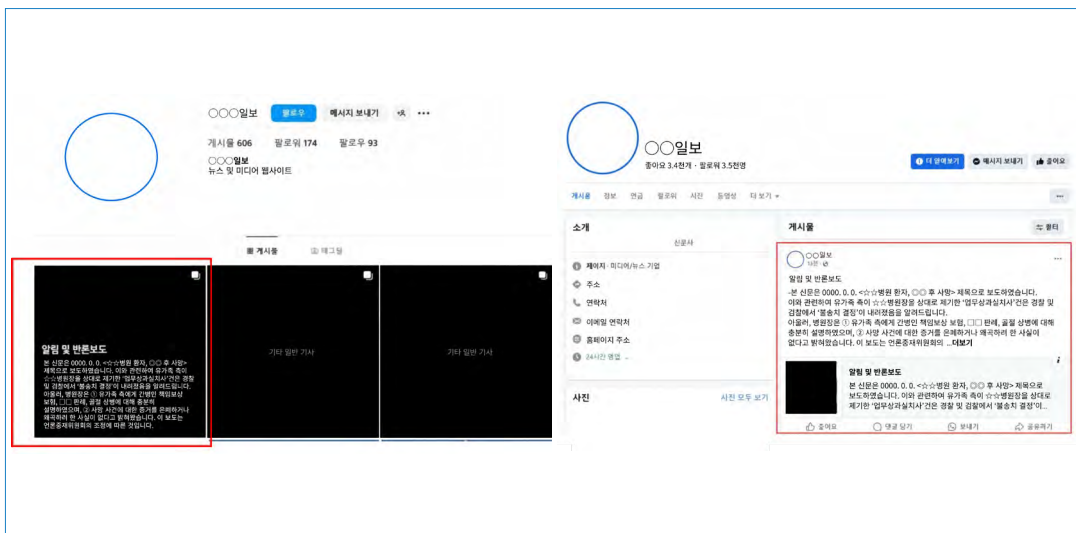 ○○○일보 팔로우 메시지 보내기
게시물 606 팔로워 174 팔로우 93
○○○일보
뉴스 및 미디어 웹사이트
게시물 태그됨
알림 및 반론보도
본 신문은 0000. 0. 0. <☆☆병원 환자, ◎◎ 후 사망>
제목으로 보도하였습니다. 이와 관련하여 유가족 측이
☆☆병원장을 상대로 제기한 '업무상과실치사'건은 경찰
및 검찰에서 '불송치 결정'이 내려졌음을 알려드립니다.
아울러, 병원장은 ① 유가족 측에게 간병인 책임보상
보험, □□ 판례, 골절 상병에 대해 충분히
설명하였으며, ② 사망 사건에 대한 증거를 은폐하거나
왜곡하려 한 사실이 없다고 밝혀왔습니다. 이 보도는
언론중재위원회의 조정에 따른 것입니다.
기타 일반 기사
기타 일반 기사
○○일보
좋아요 3.4천개 · 팔로워 3.5천명
더 알아보기 메시지 보내기 좋아요
게시물 정보 언급 팔로워 사진 동영상 더 보기
소개
신문사
페이지 · 미디어/뉴스 기업
주소
연락처
이메일 연락처
홈페이지 주소
24시간 영업
사진 사진 모두 보기
게시물 필터
○○일보
알림 및 반론보도
-본 신문은 0000. 0. 0. <☆☆병원 환자, ◎◎ 후 사망> 제목으로 보도하였습니다.
이와 관련하여 유가족 측이 ☆☆병원장을 상대로 제기한 '업무상과실치사'건은 경찰 및
검찰에서 '불송치 결정'이 내려졌음을 알려드립니다.
아울러, 병원장은 ① 유가족 측에게 간병인 책임보상 보험, □□ 판례, 골절 상병에 대해
충분히 설명하였으며, ② 사망 사건에 대한 증거를 은폐하거나 왜곡하려 한 사실이
없다고 밝혀왔습니다. 이 보도는 언론중재위원회의 ...더보기
알림 및 반론보도
본 신문은 0000. 0. 0. <☆☆병원 환자, ◎◎ 후 사망> 제목으로
보도하였습니다. 이와 관련하여 유가족 측이 ☆☆병원장을 상대로
제기한 '업무상과실치사'건은 경찰 및 검찰에서 '불송치 결정'이...
좋아요 댓글 달기 보내기 공유하기